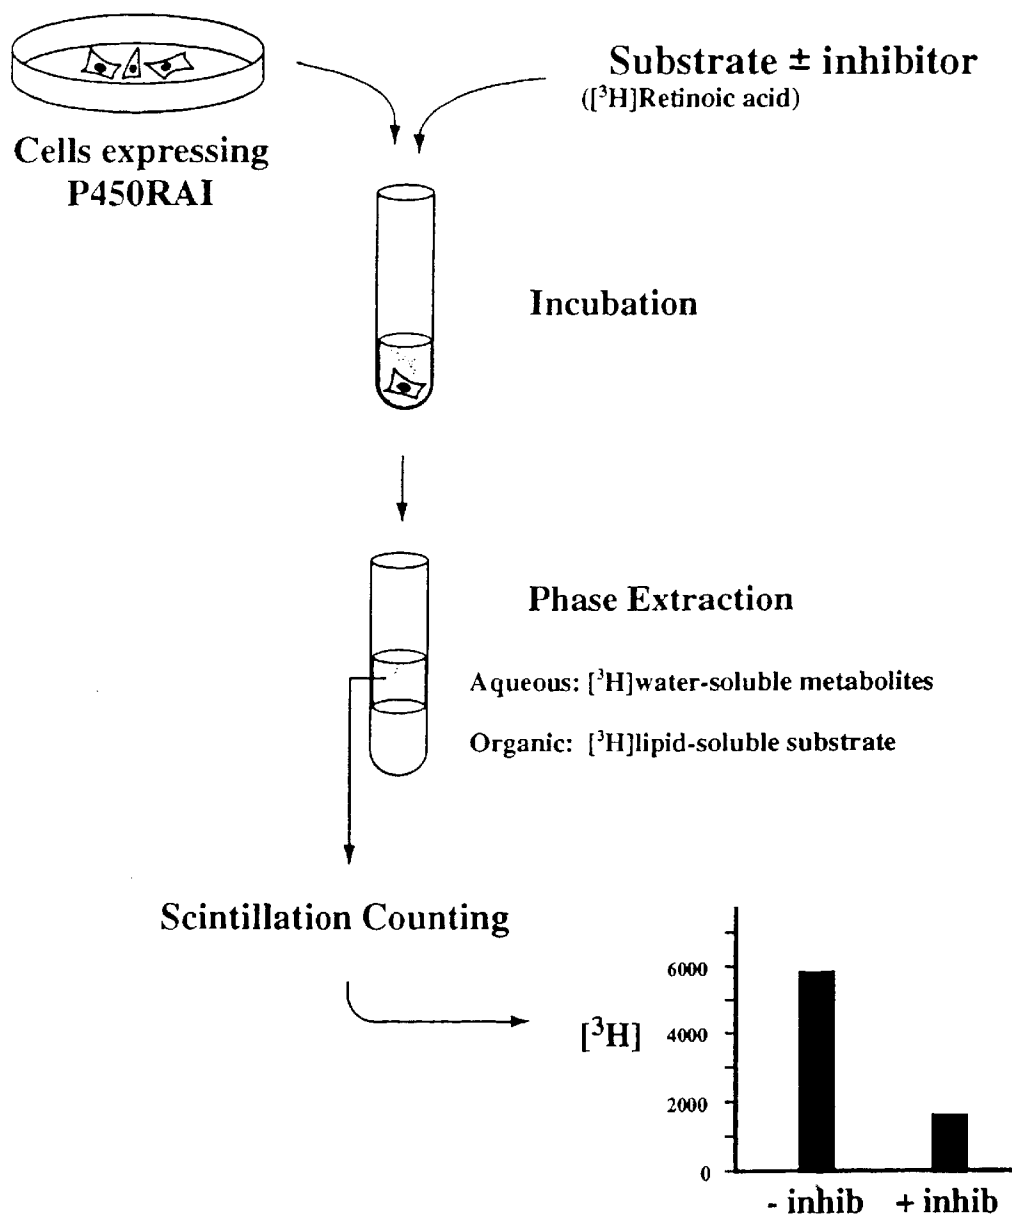 Substrate ± inhibitor
([³H]Retinoic acid)
Cells expressing
P450RAI
Incubation
Phase Extraction
Aqueous: [³H]water-soluble metabolites
Organic: [³H]lipid-soluble substrate
Scintillation Counting
[³H]
6000
4000
2000
0
- inhib + inhib